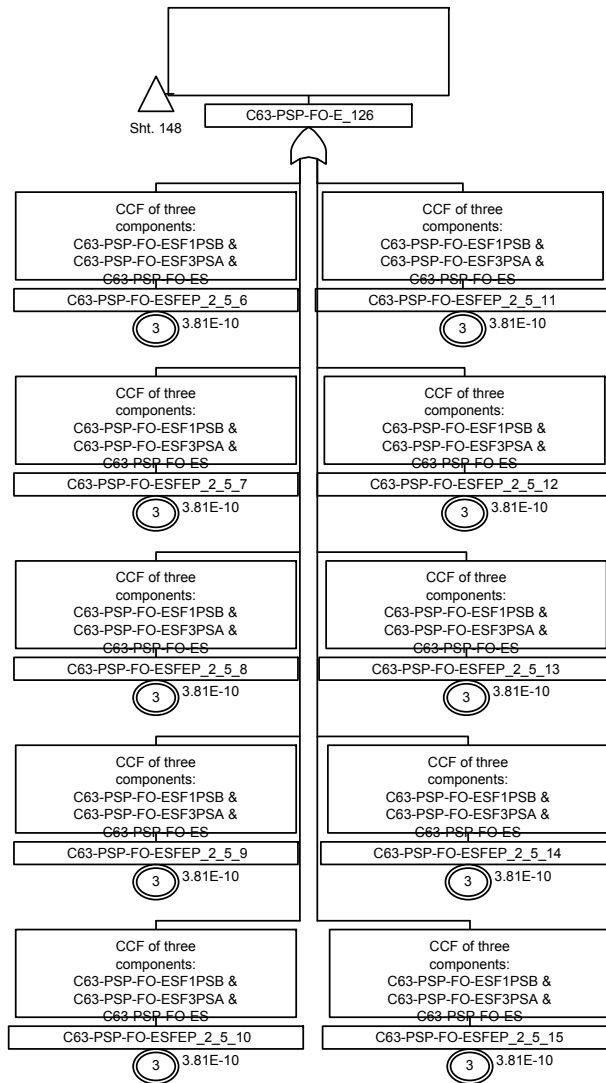 C63-PSP-FO-E_126
Sht. 148
CCF of three
components:
C63-PSP-FO-ESF1PSB &
C63-PSP-FO-ESF3PSA &
C63-PSP-FO-ES
C63-PSP-FO-ESFEP_2_5_6
3
3.81E-10
CCF of three
components:
C63-PSP-FO-ESF1PSB &
C63-PSP-FO-ESF3PSA &
C63-PSP-FO-ES
C63-PSP-FO-ESFEP_2_5_11
3
3.81E-10
CCF of three
components:
C63-PSP-FO-ESF1PSB &
C63-PSP-FO-ESF3PSA &
C63-PSP-FO-ES
C63-PSP-FO-ESFEP_2_5_7
3
3.81E-10
CCF of three
components:
C63-PSP-FO-ESF1PSB &
C63-PSP-FO-ESF3PSA &
C63-PSP-FO-ES
C63-PSP-FO-ESFEP_2_5_12
3
3.81E-10
CCF of three
components:
C63-PSP-FO-ESF1PSB &
C63-PSP-FO-ESF3PSA &
C63-PSP-FO-ES
C63-PSP-FO-ESFEP_2_5_8
3
3.81E-10
CCF of three
components:
C63-PSP-FO-ESF1PSB &
C63-PSP-FO-ESF3PSA &
C63-PSP-FO-ES
C63-PSP-FO-ESFEP_2_5_13
3
3.81E-10
CCF of three
components:
C63-PSP-FO-ESF1PSB &
C63-PSP-FO-ESF3PSA &
C63-PSP-FO-ES
C63-PSP-FO-ESFEP_2_5_9
3
3.81E-10
CCF of three
components:
C63-PSP-FO-ESF1PSB &
C63-PSP-FO-ESF3PSA &
C63-PSP-FO-ES
C63-PSP-FO-ESFEP_2_5_14
3
3.81E-10
CCF of three
components:
C63-PSP-FO-ESF1PSB &
C63-PSP-FO-ESF3PSA &
C63-PSP-FO-ES
C63-PSP-FO-ESFEP_2_5_10
3
3.81E-10
CCF of three
components:
C63-PSP-FO-ESF1PSB &
C63-PSP-FO-ESF3PSA &
C63-PSP-FO-ES
C63-PSP-FO-ESFEP_2_5_15
3
3.81E-10